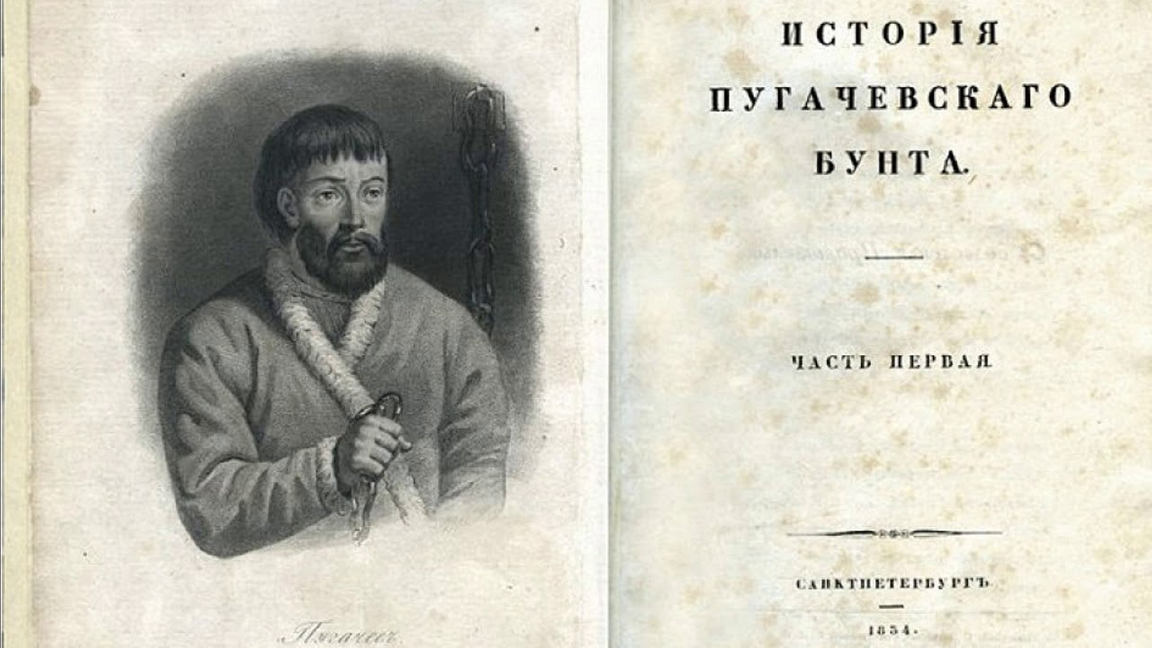 Пугачевъ
ИСТОРІЯ
ПУГАЧЕВСКАГО
БУНТА.
ЧАСТЬ ПЕРВАЯ
САНКТПЕТЕРБУРГЪ
1834.